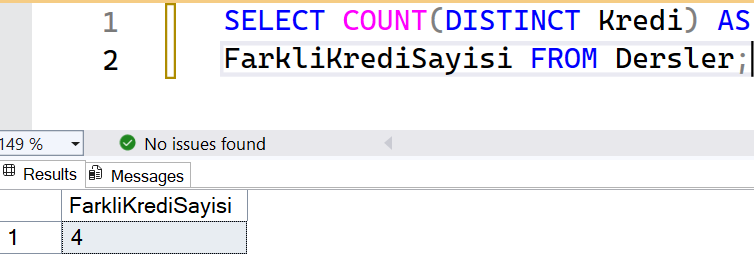 1 SELECT COUNT(DISTINCT Kredi) AS
2 FarkliKrediSayisi FROM Dersler;
149 % No issues found
Results Messages
FarkliKrediSayisi
1 4